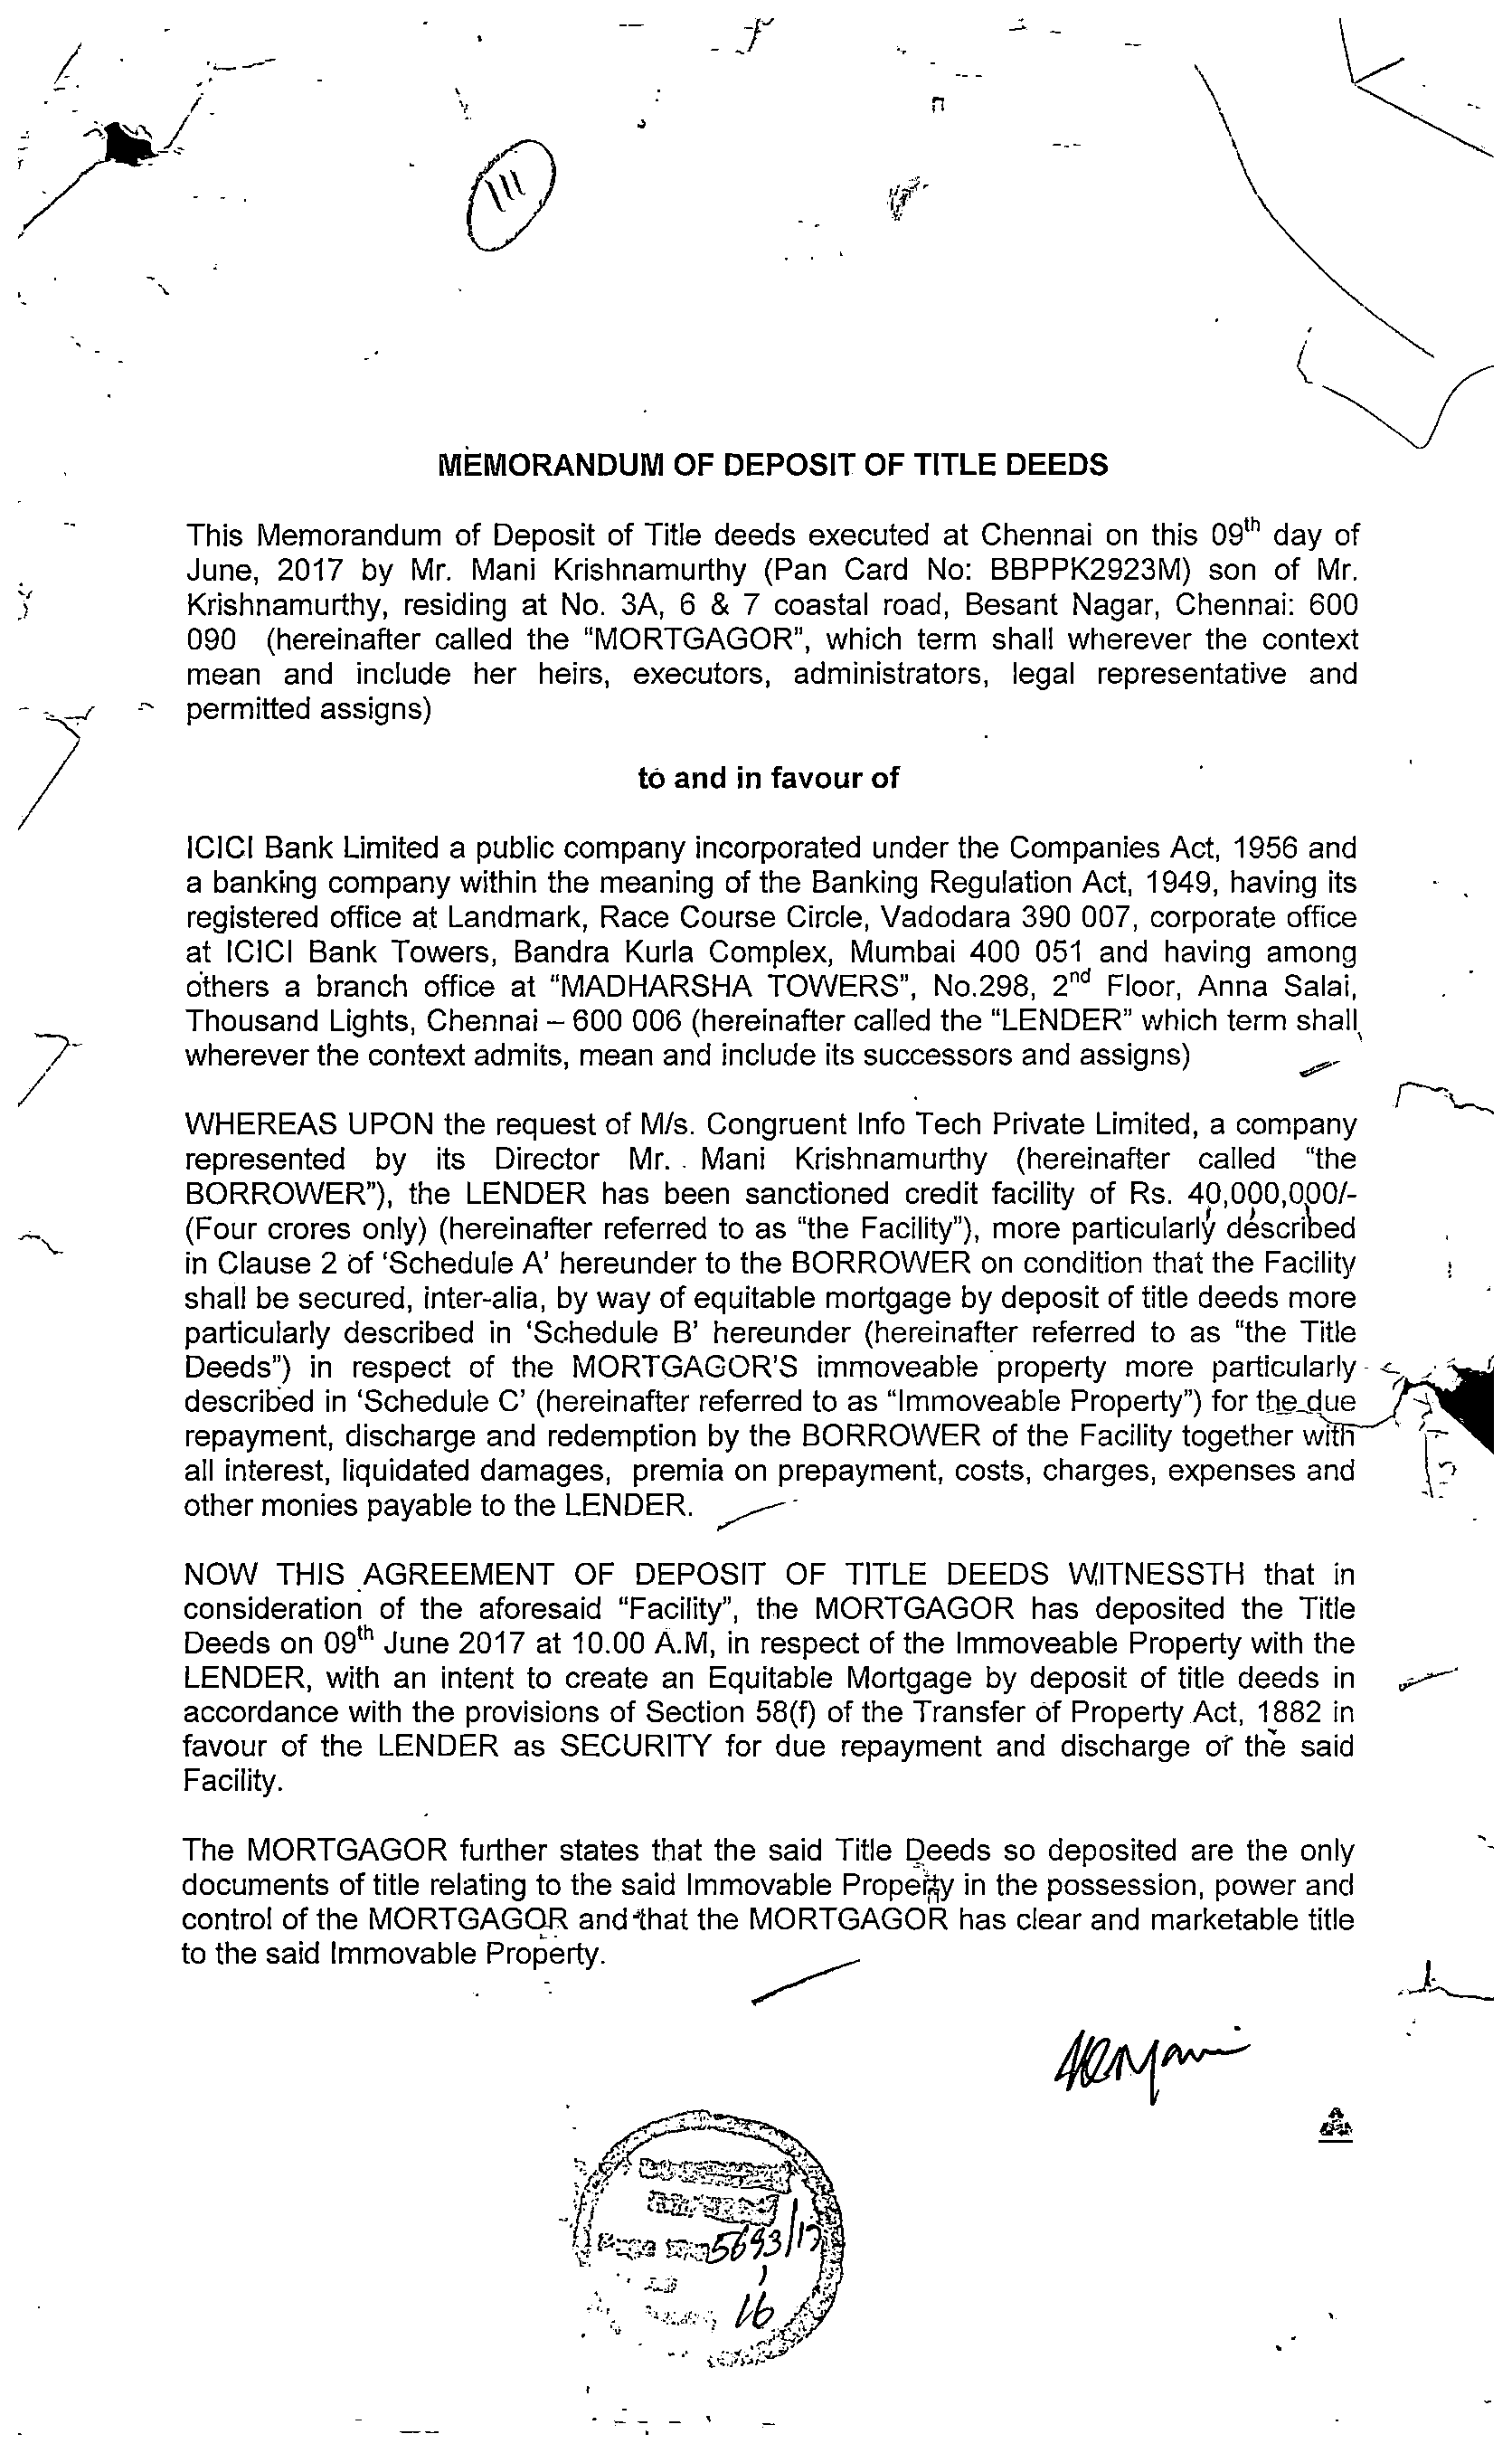 MEMORANDUM OF DEPOSIT OF TITLE DEEDS
This Memorandum of Deposit of Title deeds executed at Chennai on this 09th day of
June, 2017 by Mr. Mani Krishnamurthy (Pan Card No: BBPPK2923M) son of Mr.
Krishnamurthy, residing at No. 3A, 6 & 7 coastal road, Besant Nagar, Chennai: 600
090 (hereinafter called the "MORTGAGOR", which term shall wherever the context
mean and include her heirs, executors, administrators, legal representative and
permitted assigns)
to and in favour of
ICICI Bank Limited a public company incorporated under the Companies Act, 1956 and
a banking company within the meaning of the Banking Regulation Act, 1949, having its
registered office at Landmark, Race Course Circle, Vadodara 390 007, corporate office
at ICICI Bank Towers, Bandra Kurla Complex, Mumbai 400 051 and having among
others a branch office at "MADHARSHA TOWERS", No.298, 2nd Floor, Anna Salai,
Thousand Lights, Chennai – 600 006 (hereinafter called the "LENDER" which term shall
wherever the context admits, mean and include its successors and assigns)
WHEREAS UPON the request of M/s. Congruent Info Tech Private Limited, a company
represented by its Director Mr. Mani Krishnamurthy (hereinafter called "the
BORROWER"), the LENDER has been sanctioned credit facility of Rs. 40,000,000/-
(Four crores only) (hereinafter referred to as "the Facility"), more particularly described
in Clause 2 of 'Schedule A' hereunder to the BORROWER on condition that the Facility
shall be secured, inter-alia, by way of equitable mortgage by deposit of title deeds more
particularly described in 'Schedule B' hereunder (hereinafter referred to as "the Title
Deeds") in respect of the MORTGAGOR'S immoveable property more particularly
described in 'Schedule C' (hereinafter referred to as "Immoveable Property") for the due
repayment, discharge and redemption by the BORROWER of the Facility together with
all interest, liquidated damages, premia on prepayment, costs, charges, expenses and
other monies payable to the LENDER.
NOW THIS AGREEMENT OF DEPOSIT OF TITLE DEEDS WITNESSTH that in
consideration of the aforesaid "Facility", the MORTGAGOR has deposited the Title
Deeds on 09th June 2017 at 10.00 A.M, in respect of the Immoveable Property with the
LENDER, with an intent to create an Equitable Mortgage by deposit of title deeds in
accordance with the provisions of Section 58(f) of the Transfer of Property Act, 1882 in
favour of the LENDER as SECURITY for due repayment and discharge of the said
Facility.
The MORTGAGOR further states that the said Title Deeds so deposited are the only
documents of title relating to the said Immovable Property in the possession, power and
control of the MORTGAGOR and that the MORTGAGOR has clear and marketable title
to the said Immovable Property.
5693/17
16